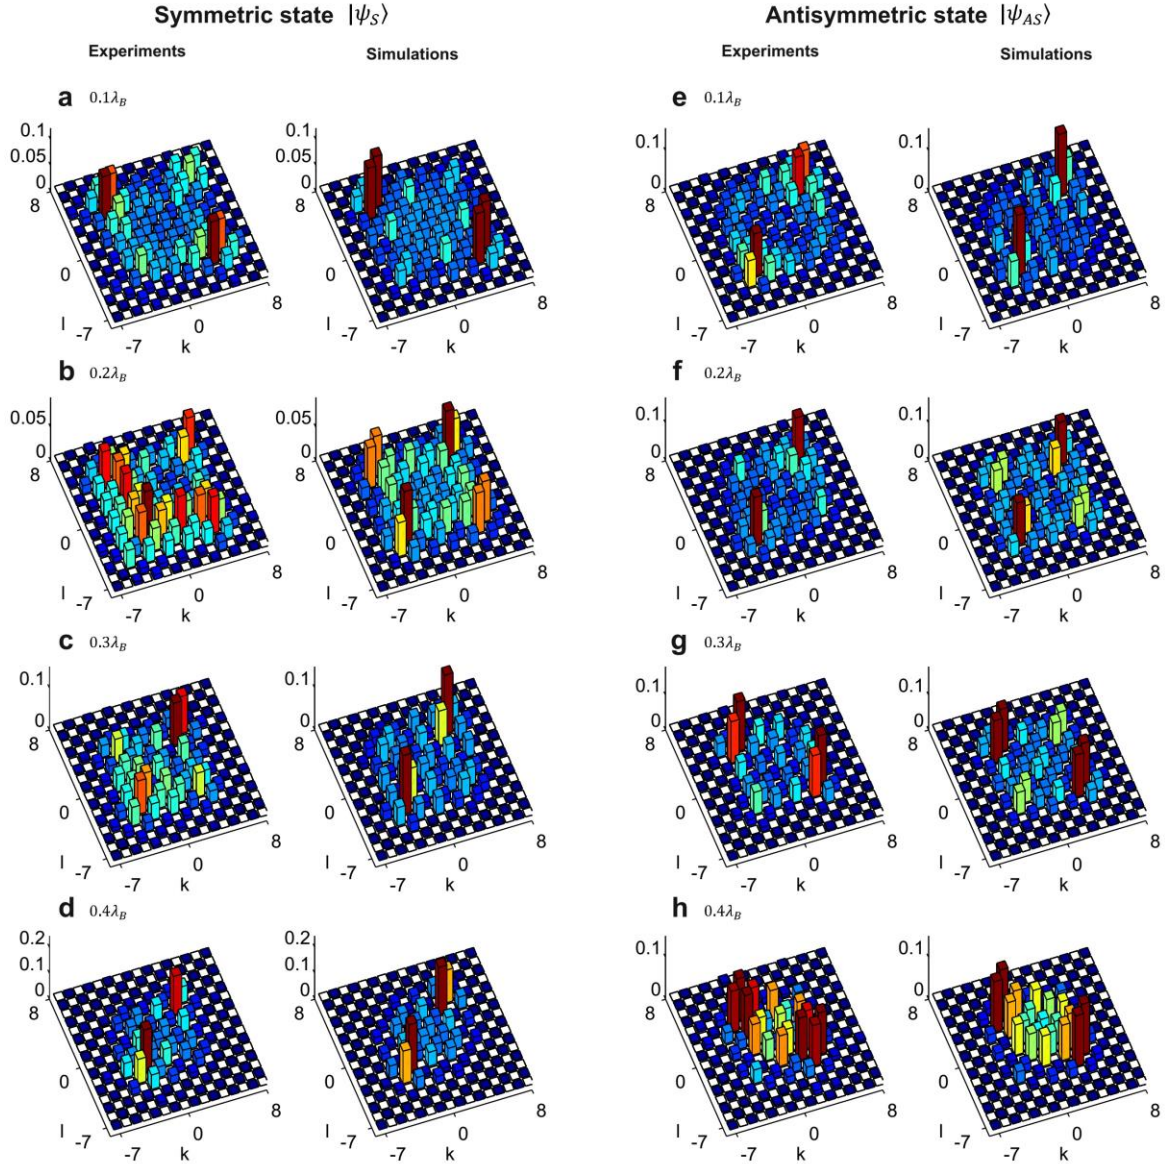 Symmetric state |ψ_S⟩ Antisymmetric state |ψ_AS⟩
Experiments Simulations Experiments Simulations
a 0.1λ_B e 0.1λ_B
0.1 0.1 0.1 0.1
0.05 0.05
0 0 0 0
8 8 8
0 0 0 0
8 8 8 8
l -7 -7 0 -7 -7 0 l -7 -7 0 -7 -7 0
k k k k
b 0.2λ_B f 0.2λ_B
0.05 0.05 0.1 0.1
0 0 0 0
8 8 8 8
0 0 0 0
8 8 8 8
l -7 -7 0 l -7 -7 0 l -7 -7 0 l -7 -7 0
k k k k
c 0.3λ_B g 0.3λ_B
0.1 0.1 0.1 0.1
0 0 0 0
8 8 8 8
0 0 0 0
8 8 8 8
l -7 -7 0 l -7 -7 0 l -7 -7 0 l -7 -7 0
k k k k
d 0.4λ_B h 0.4λ_B
0.2 0.2 0.1 0.1
0.1 0.1
0 0 0 0
8 8 8 8
0 0 0 0
8 8 8 8
l -7 -7 0 l -7 -7 0 l -7 -7 0 l -7 -7 0
k k k k